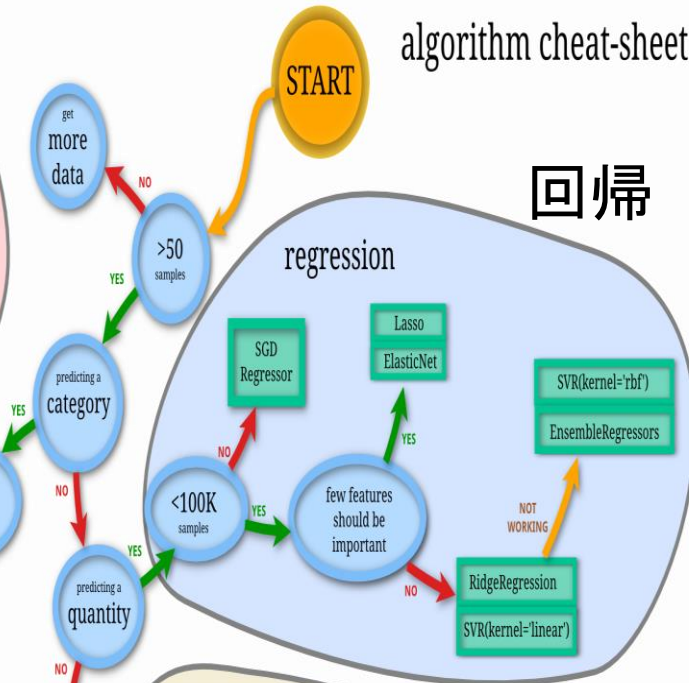 algorithm cheat-sheet
START
get
more
data
NO
>50
samples
回帰
regression
YES
SGD
Regressor
Lasso
ElasticNet
predicting a
category
YES
SVR(kernel='rbf')
EnsembleRegressors
NO
YES
NO
<100K
samples
YES
few features
should be
important
NOT
WORKING
YES
predicting a
quantity
NO
RidgeRegression
SVR(kernel='linear')
NO